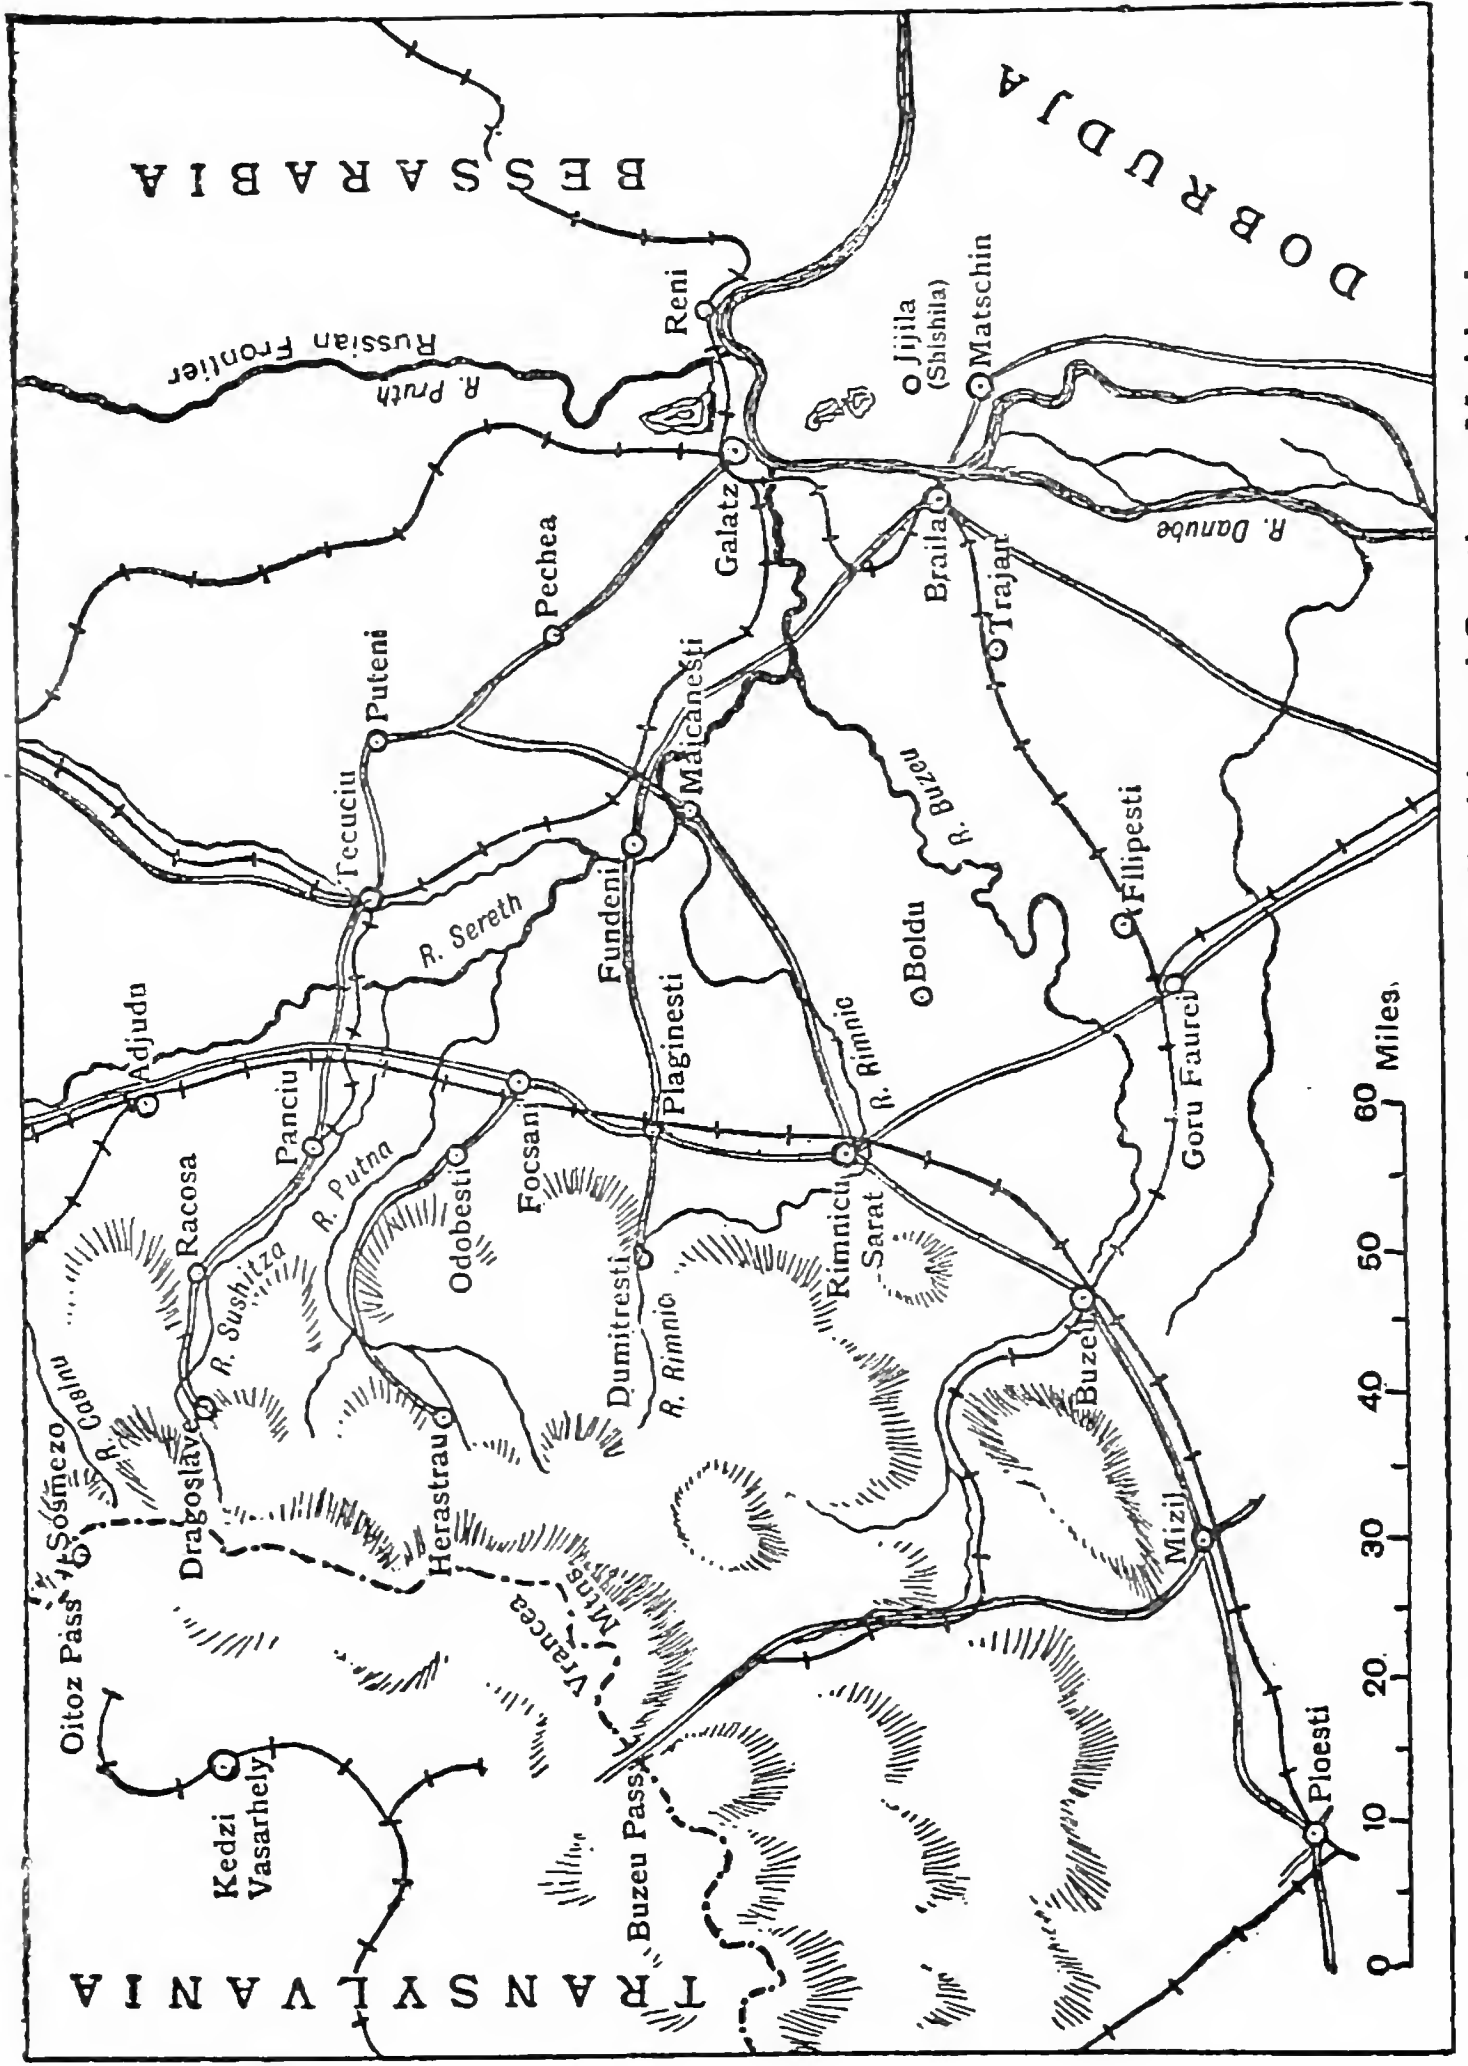 TRANSYLVANIA
BESSARABIA
DOBRUDJA
Oitoz Pass
Sosmezo
R. Casinu
Adjudu
Kedzi
Vasarhely
Dragoslave
Racosa
R. Sushitza
Panciu
Tecuciu
Puteni
Russian Frontier
R. Pruth
R. Putna
R. Sereth
Herastrau
Odobesti
Focsani
Pechea
Vrancea
Mtns.
Buzeu Pass
Dumitresti
R. Rimnic
Plaginesti
Fundeni
Maicanesti
Galatz
Reni
Rimnicu
Sarat
R. Rimnic
Boldu
R. Buzeu
Braila
Jijila
(Shishila)
Matschin
Trajan
Buzeu
Filipesti
R. Danube
Mizil
Goru Faurei
Ploesti
0 10 20 30 40 50 60 Miles.